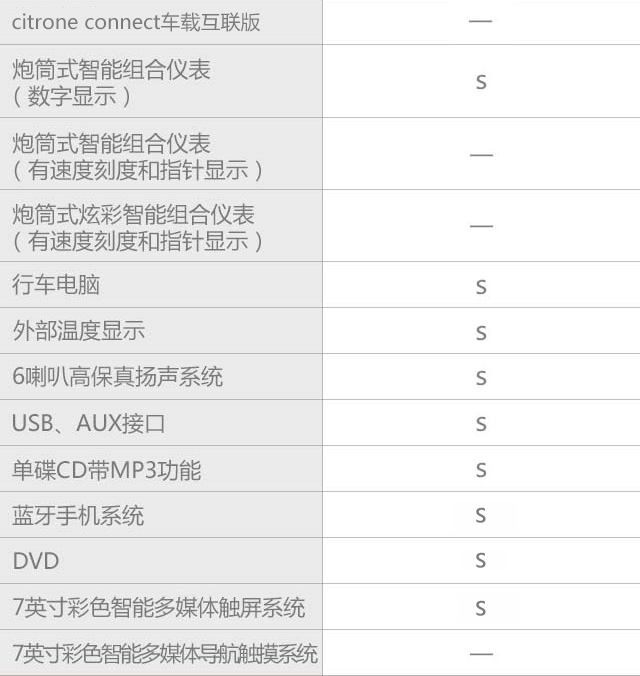 citrone connect车载互联版 —
炮筒式智能组合仪表
（数字显示） S
炮筒式智能组合仪表
（有速度刻度和指针显示） —
炮筒式炫彩智能组合仪表
（有速度刻度和指针显示） —
行车电脑 S
外部温度显示 S
6喇叭高保真扬声系统 S
USB、AUX接口 S
单碟CD带MP3功能 S
蓝牙手机系统 S
DVD S
7英寸彩色智能多媒体触屏系统 S
7英寸彩色智能多媒体导航触摸系统 —